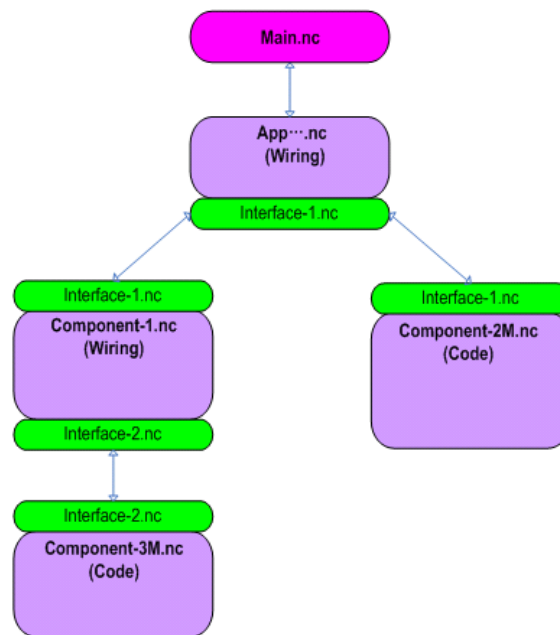 Main.nc
App···.nc
(Wiring)
Interface-1.nc
Interface-1.nc
Component-1.nc
(Wiring)
Interface-2.nc
Interface-2.nc
Component-3M.nc
(Code)
Interface-1.nc
Component-2M.nc
(Code)